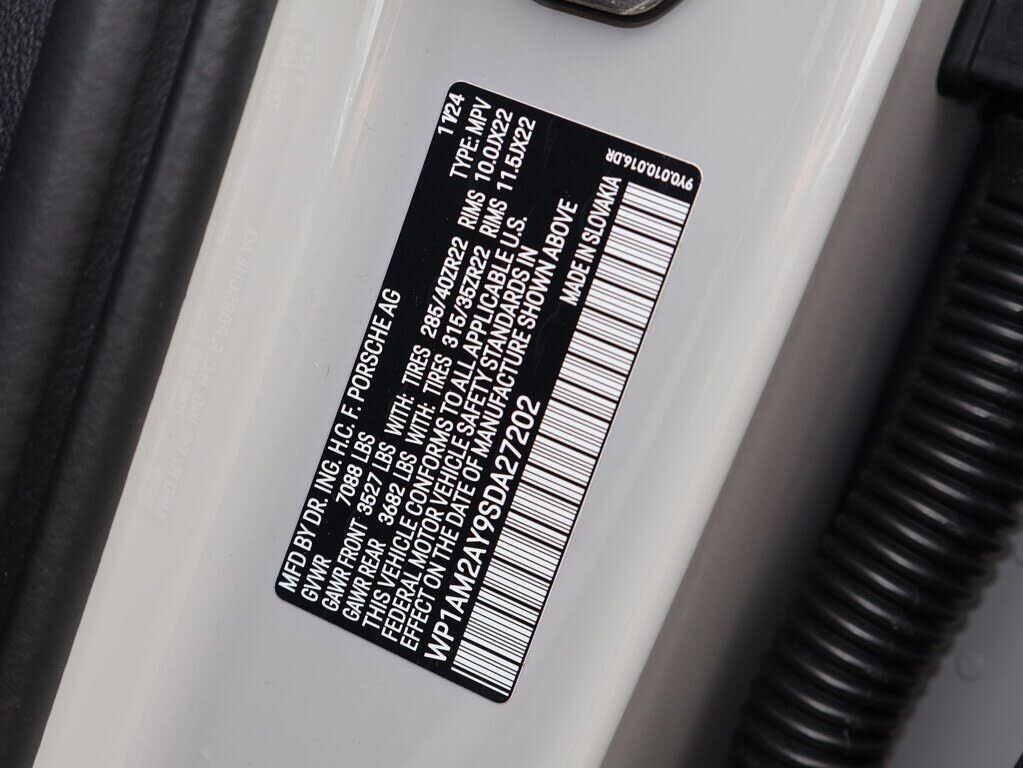 MFD BY DR. ING. H.C. F. PORSCHE AG 11/24
GVWR 7088 LBS TYPE: MPV
GAWR FRONT 3527 LBS WITH: TIRES 285/40ZR22 RIMS 10.0JX22
GAWR REAR 3682 LBS WITH: TIRES 315/35ZR22 RIMS 11.5JX22
THIS VEHICLE CONFORMS TO ALL APPLICABLE U.S.
FEDERAL MOTOR VEHICLE SAFETY STANDARDS IN
EFFECT ON THE DATE OF MANUFACTURE SHOWN ABOVE
WP1AM2AY9SDA27202 MADE IN SLOVAKIA
9Y0.010.016.DR